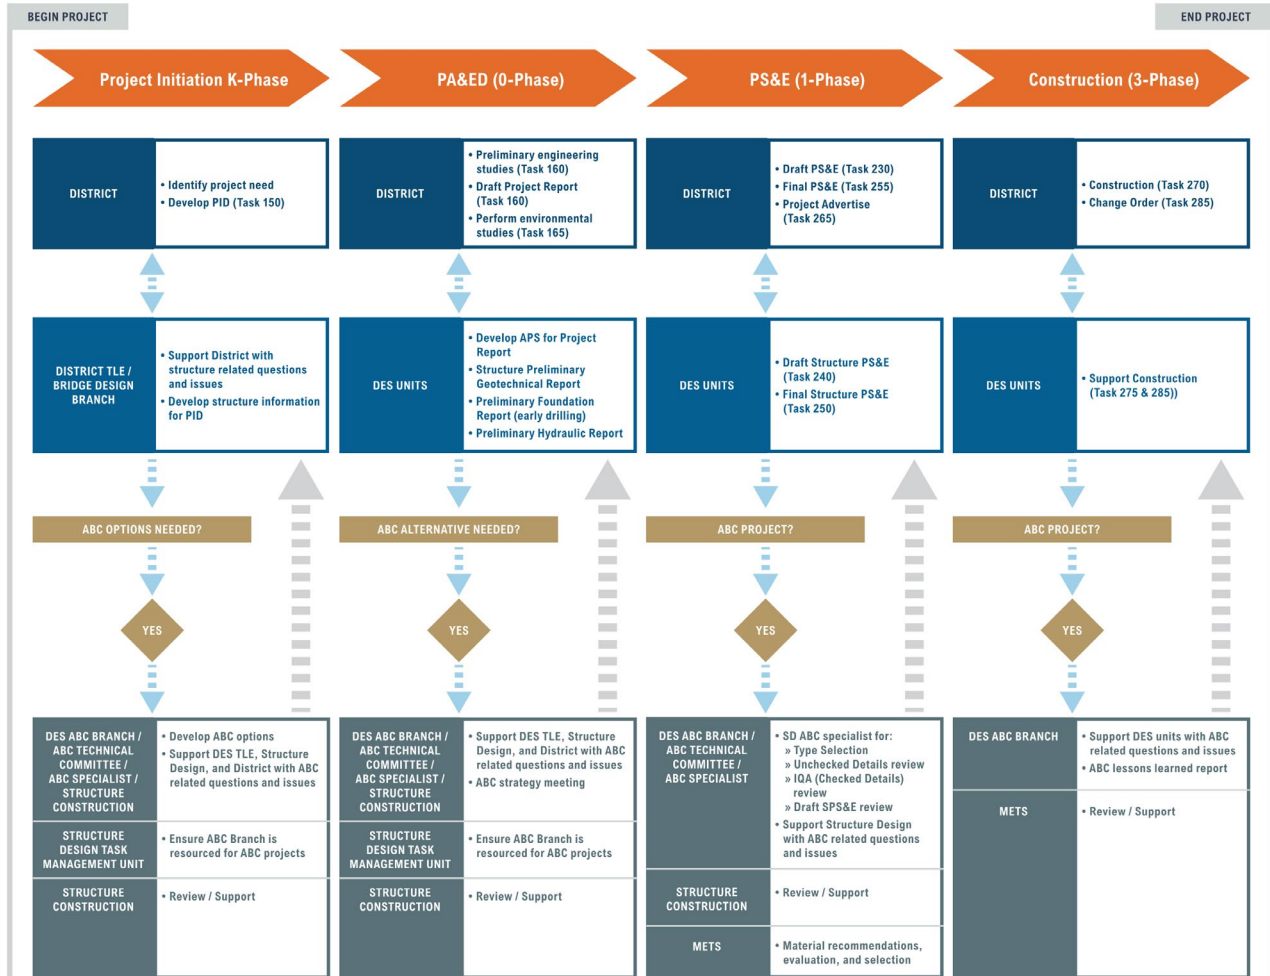 BEGIN PROJECT
END PROJECT
Project Initiation K-Phase
PA&ED (0-Phase)
PS&E (1-Phase)
Construction (3-Phase)
DISTRICT
• Identify project need
• Develop PID (Task 150)
DISTRICT
• Preliminary engineering
studies (Task 160)
• Draft Project Report
(Task 160)
• Perform environmental
studies (Task 165)
DISTRICT
• Draft PS&E (Task 230)
• Final PS&E (Task 255)
• Project Advertise
(Task 265)
DISTRICT
• Construction (Task 270)
• Change Order (Task 285)
DISTRICT TLE /
BRIDGE DESIGN
BRANCH
• Support District with
structure related questions
and issues
• Develop structure information
for PID
DES UNITS
• Develop APS for Project
Report
• Structure Preliminary
Geotechnical Report
• Preliminary Foundation
Report (early drilling)
• Preliminary Hydraulic Report
DES UNITS
• Draft Structure PS&E
(Task 240)
• Final Structure PS&E
(Task 250)
DES UNITS
• Support Construction
(Task 275 & 285))
ABC OPTIONS NEEDED?
ABC ALTERNATIVE NEEDED?
ABC PROJECT?
ABC PROJECT?
YES
YES
YES
YES
DES ABC BRANCH /
ABC TECHNICAL
COMMITTEE /
ABC SPECIALIST /
STRUCTURE
CONSTRUCTION
• Develop ABC options
• Support DES TLE, Structure
Design, and District with ABC
related questions and issues
STRUCTURE
DESIGN TASK
MANAGEMENT UNIT
• Ensure ABC Branch is
resourced for ABC projects
STRUCTURE
CONSTRUCTION
• Review / Support
DES ABC BRANCH /
ABC TECHNICAL
COMMITTEE /
ABC SPECIALIST /
STRUCTURE
CONSTRUCTION
• Support DES TLE, Structure
Design, and District with ABC
related questions and issues
• ABC strategy meeting
STRUCTURE
DESIGN TASK
MANAGEMENT UNIT
• Ensure ABC Branch is
resourced for ABC projects
STRUCTURE
CONSTRUCTION
• Review / Support
DES ABC BRANCH /
ABC TECHNICAL
COMMITTEE /
ABC SPECIALIST
• SD ABC specialist for:
» Type Selection
» Unchecked Details review
» IQA (Checked Details)
review
» Draft SPS&E review
• Support Structure Design
with ABC related questions
and issues
STRUCTURE
CONSTRUCTION
• Review / Support
METS
• Material recommendations,
evaluation, and selection
DES ABC BRANCH
• Support DES units with ABC
related questions and issues
• ABC lessons learned report
METS
• Review / Support